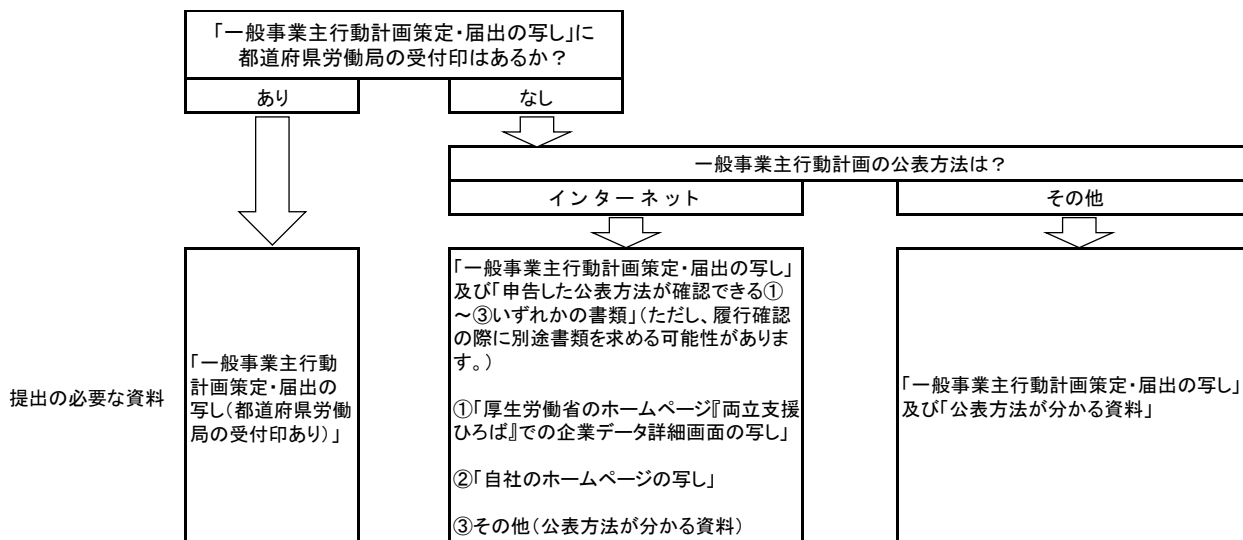 「一般事業主行動計画策定・届出の写し」に
都道府県労働局の受付印はあるか？
あり
なし
一般事業主行動計画の公表方法は？
インターネット
その他
提出の必要な資料
「一般事業主行動
計画策定・届出の
写し（都道府県労働
局の受付印あり）」
「一般事業主行動計画策定・届出の写し」
及び「申告した公表方法が確認できる①
～③いずれかの書類」（ただし、履行確認
の際に別途書類を求める可能性がありま
す。）
①「厚生労働省のホームページ『両立支援
ひろば』での企業データ詳細画面の写し」
②「自社のホームページの写し」
③その他（公表方法が分かる資料）
「一般事業主行動計画策定・届出の写し」
及び「公表方法が分かる資料」